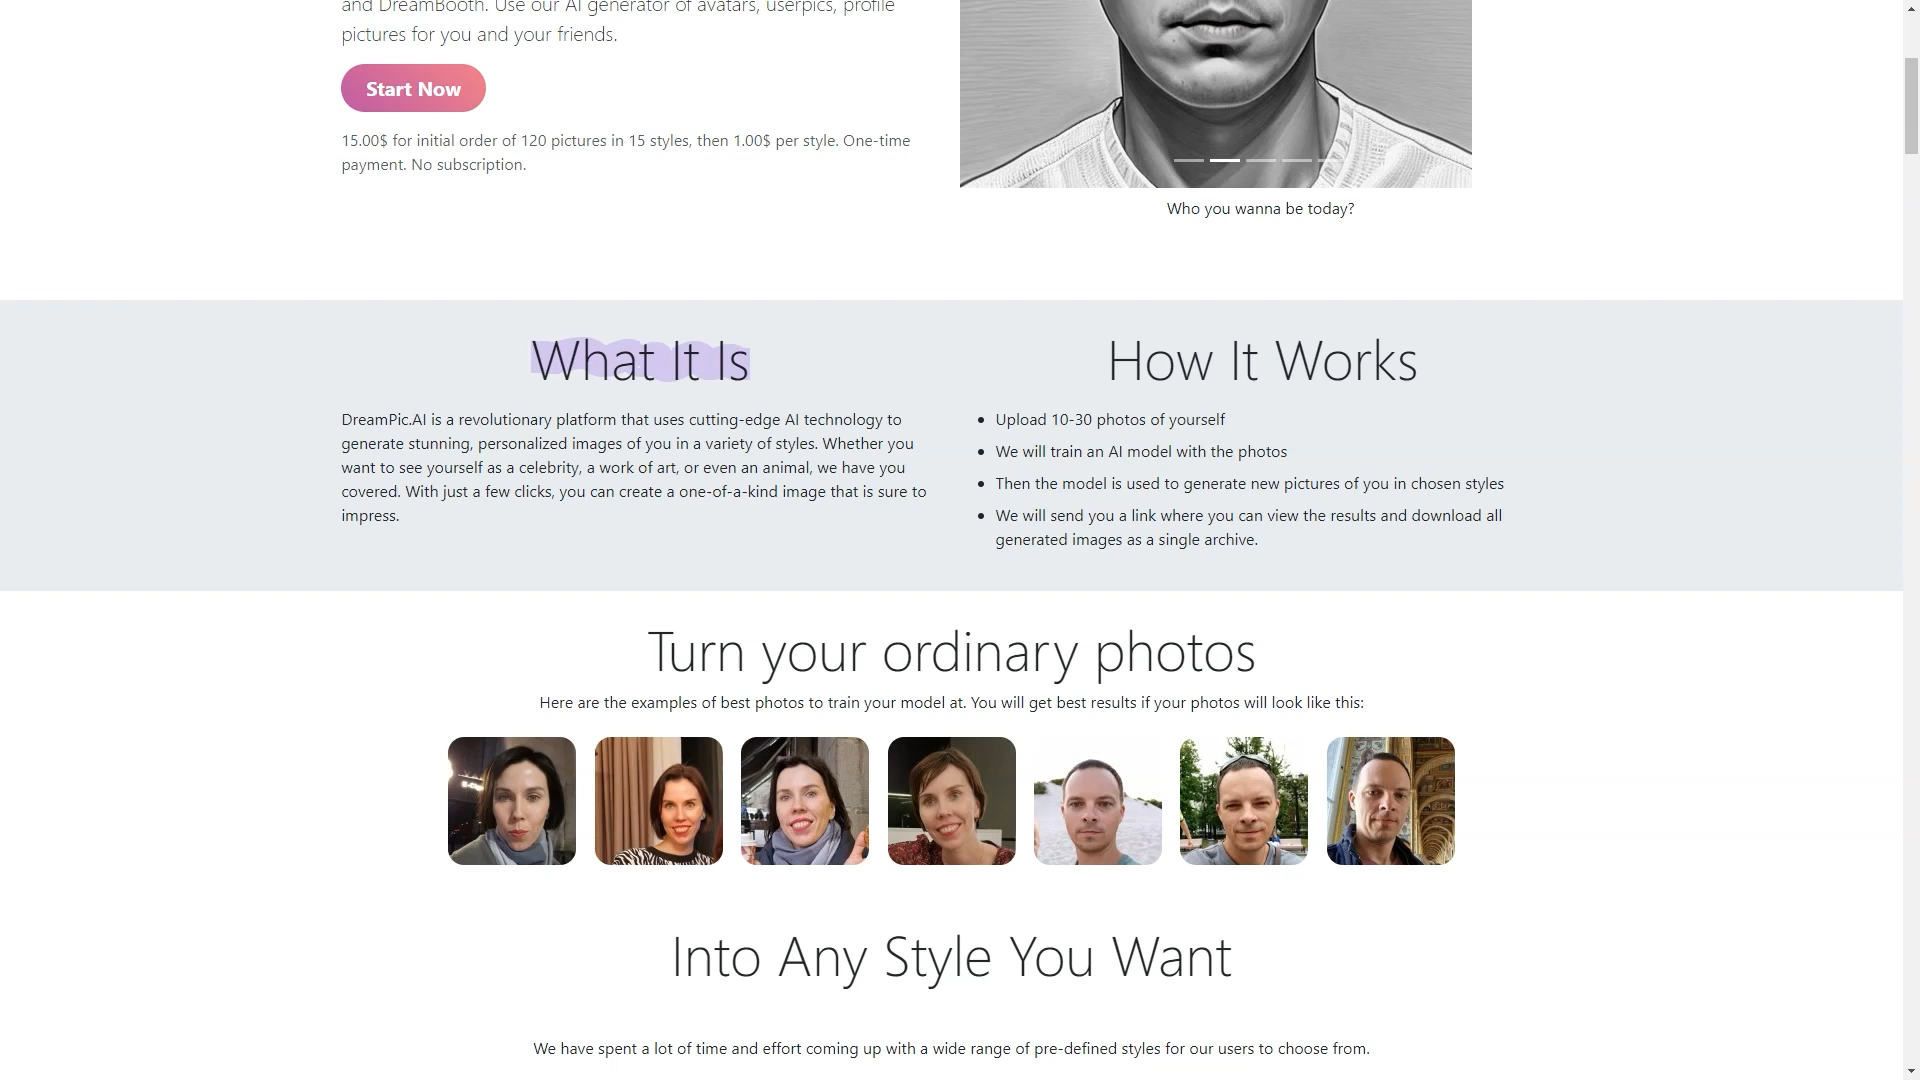 and DreamBooth. Use our AI generator of avatars, userpics, profile
pictures for you and your friends.
Start Now
15.00$ for initial order of 120 pictures in 15 styles, then 1.00$ per style. One-time
payment. No subscription.
Who you wanna be today?
What It Is
DreamPic.AI is a revolutionary platform that uses cutting-edge AI technology to
generate stunning, personalized images of you in a variety of styles. Whether you
want to see yourself as a celebrity, a work of art, or even an animal, we have you
covered. With just a few clicks, you can create a one-of-a-kind image that is sure to
impress.
How It Works
Upload 10-30 photos of yourself
We will train an AI model with the photos
Then the model is used to generate new pictures of you in chosen styles
We will send you a link where you can view the results and download all
generated images as a single archive.
Turn your ordinary photos
Here are the examples of best photos to train your model at. You will get best results if your photos will look like this:
Into Any Style You Want
We have spent a lot of time and effort coming up with a wide range of pre-defined styles for our users to choose from.